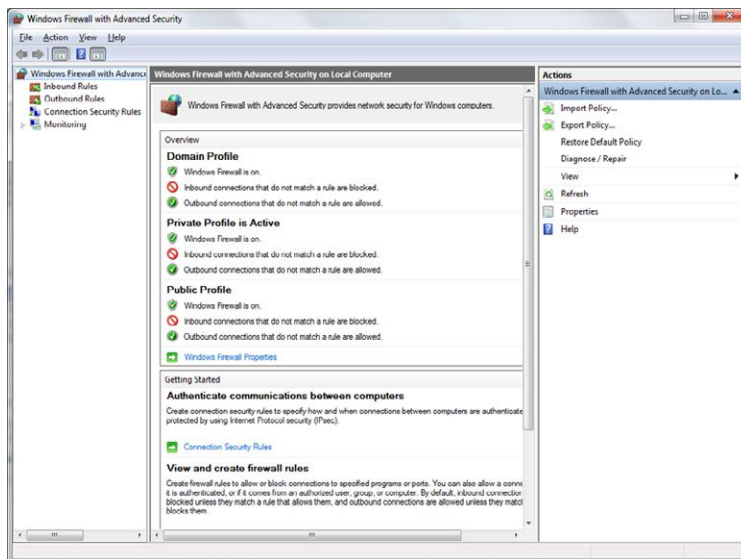 Windows Firewall with Advanced Security
File Action View Help
Windows Firewall with Advance
Inbound Rules
Outbound Rules
Connection Security Rules
Monitoring
Windows Firewall with Advanced Security on Local Computer
Windows Firewall with Advanced Security provides network security for Windows computers.
Overview
Domain Profile
Windows Firewall is on.
Inbound connections that do not match a rule are blocked.
Outbound connections that do not match a rule are allowed.
Private Profile is Active
Windows Firewall is on.
Inbound connections that do not match a rule are blocked.
Outbound connections that do not match a rule are allowed.
Public Profile
Windows Firewall is on.
Inbound connections that do not match a rule are blocked.
Outbound connections that do not match a rule are allowed.
Windows Firewall Properties
Getting Started
Authenticate communications between computers
Create connection security rules to specify how and when connections between computers are authenticate
protected by using Internet Protocol security (IPsec).
Connection Security Rules
View and create firewall rules
Create firewall rules to allow or block connections to specified programs or ports. You can also allow a conne
it is authenticated, or if it comes from an authorized user, group, or computer. By default, inbound connection
blocked unless they match a rule that allows them, and outbound connections are allowed unless they matc
blocks them.
Actions
Windows Firewall with Advanced Security on Lo...
Import Policy...
Export Policy...
Restore Default Policy
Diagnose / Repair
View
Refresh
Properties
Help